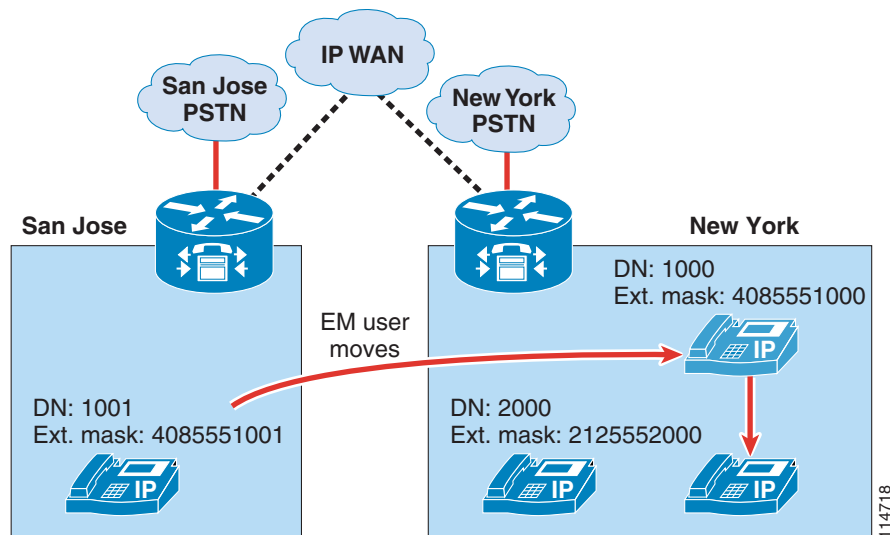 IP WAN
San Jose
PSTN
New York
PSTN
San Jose
New York
DN: 1000
Ext. mask: 4085551000
EM user
moves
IP
DN: 1001
Ext. mask: 4085551001
DN: 2000
Ext. mask: 2125552000
IP
IP
IP
114718